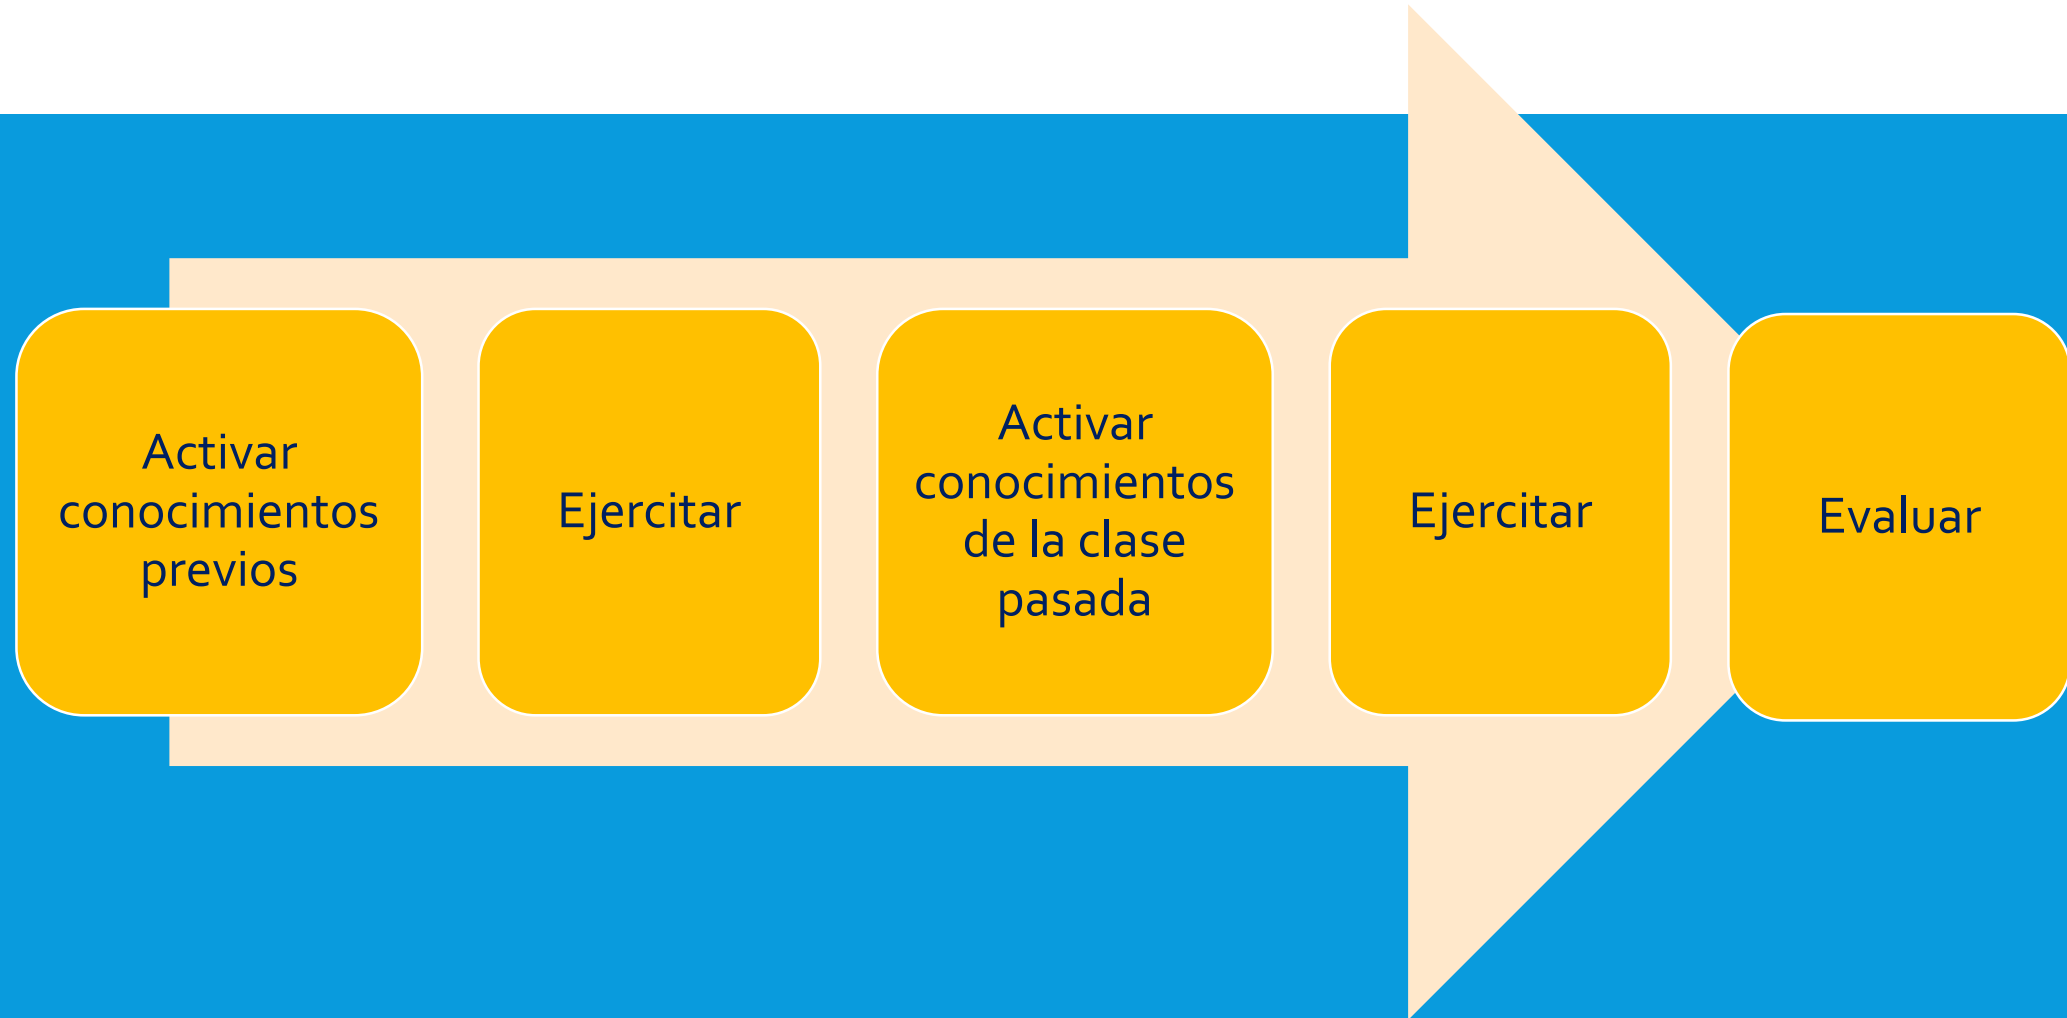 Activar
conocimientos
previos
Ejercitar
Activar
conocimientos
de la clase
pasada
Ejercitar
Evaluar